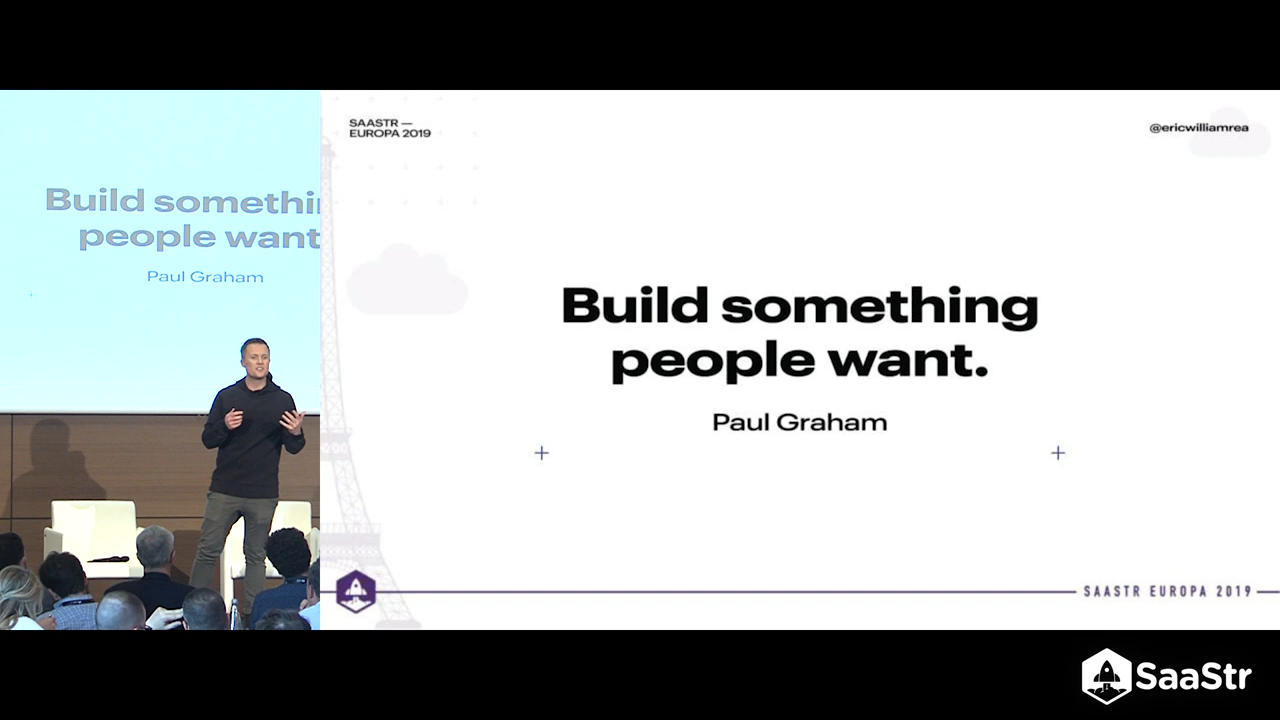 Build somethi
people want
Paul Graham
SAASTR —
EUROPA 2019
@ericwilliamrea
Build something
people want.
Paul Graham
SAASTR EUROPA 2019
SaaStr